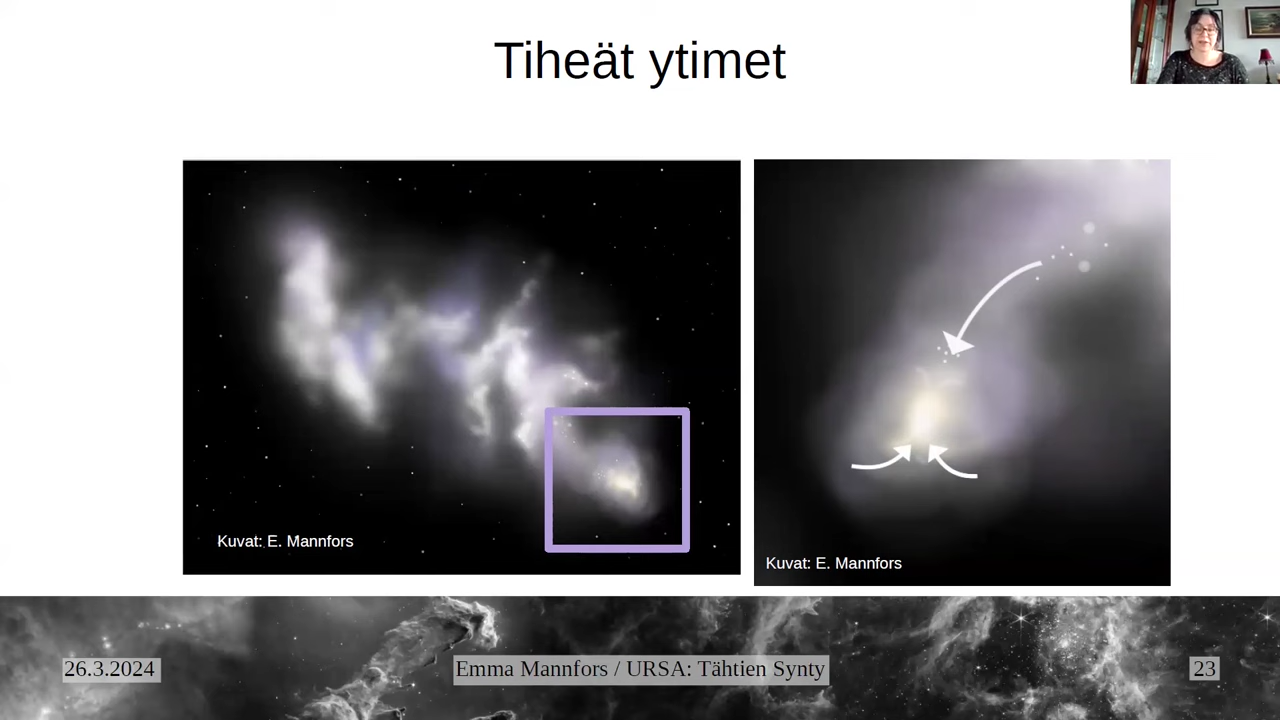 Tiheät ytimet
Kuvat: E. Mannfors
Kuvat: E. Mannfors
26.3.2024
Emma Mannfors / URSA: Tähtien Synty
23